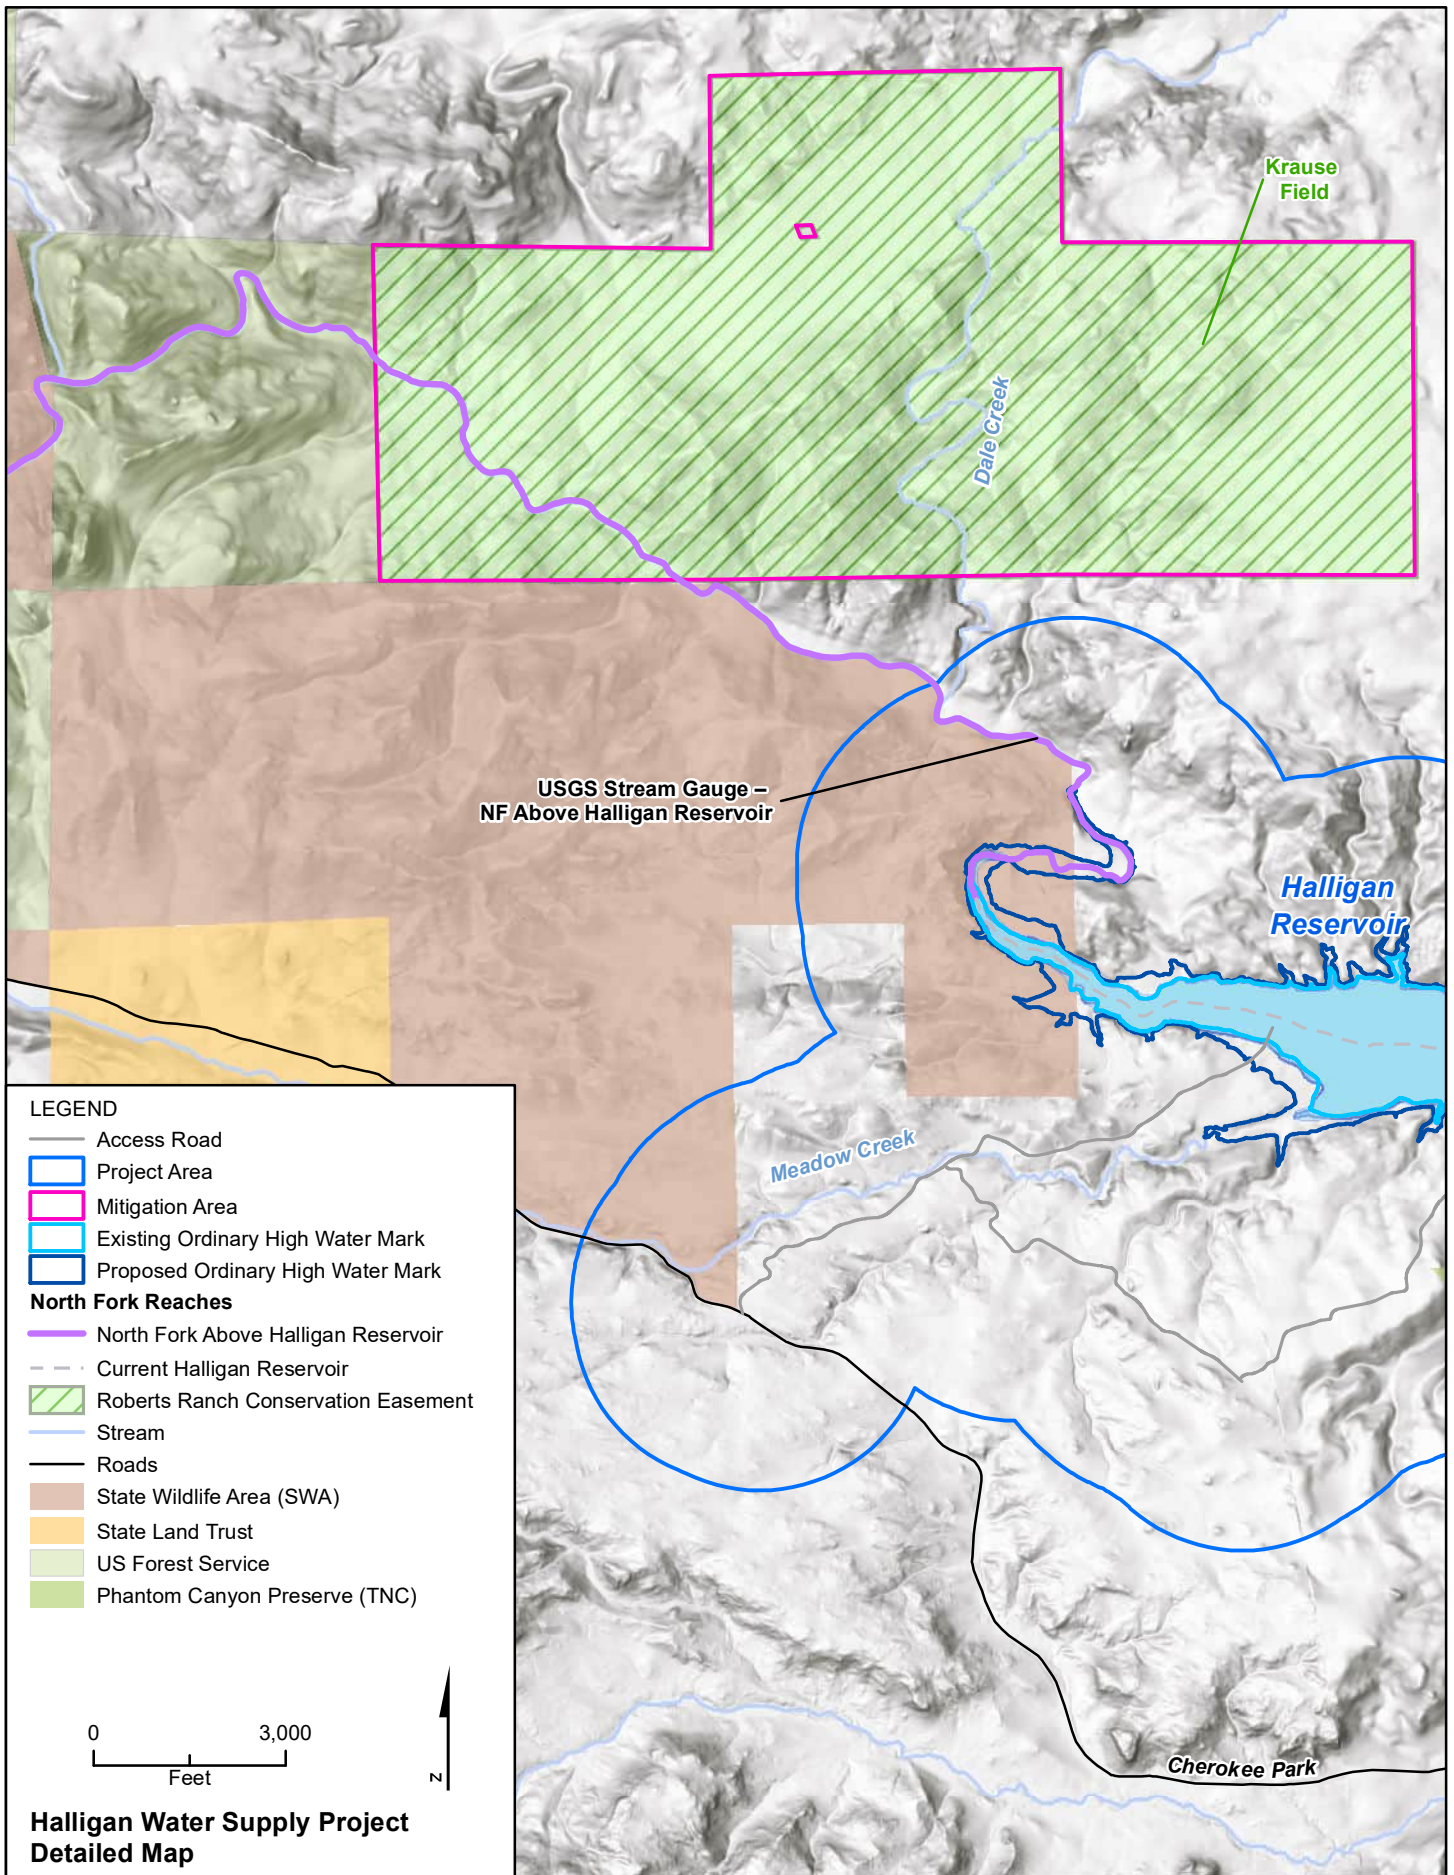 Krause
Field
Dale Creek
USGS Stream Gauge –
NF Above Halligan Reservoir
Halligan
Reservoir
Meadow Creek
Cherokee Park
LEGEND
Access Road
Project Area
Mitigation Area
Existing Ordinary High Water Mark
Proposed Ordinary High Water Mark
North Fork Reaches
North Fork Above Halligan Reservoir
Current Halligan Reservoir
Roberts Ranch Conservation Easement
Stream
Roads
State Wildlife Area (SWA)
State Land Trust
US Forest Service
Phantom Canyon Preserve (TNC)
0 3,000
Feet
N
Halligan Water Supply Project
Detailed Map